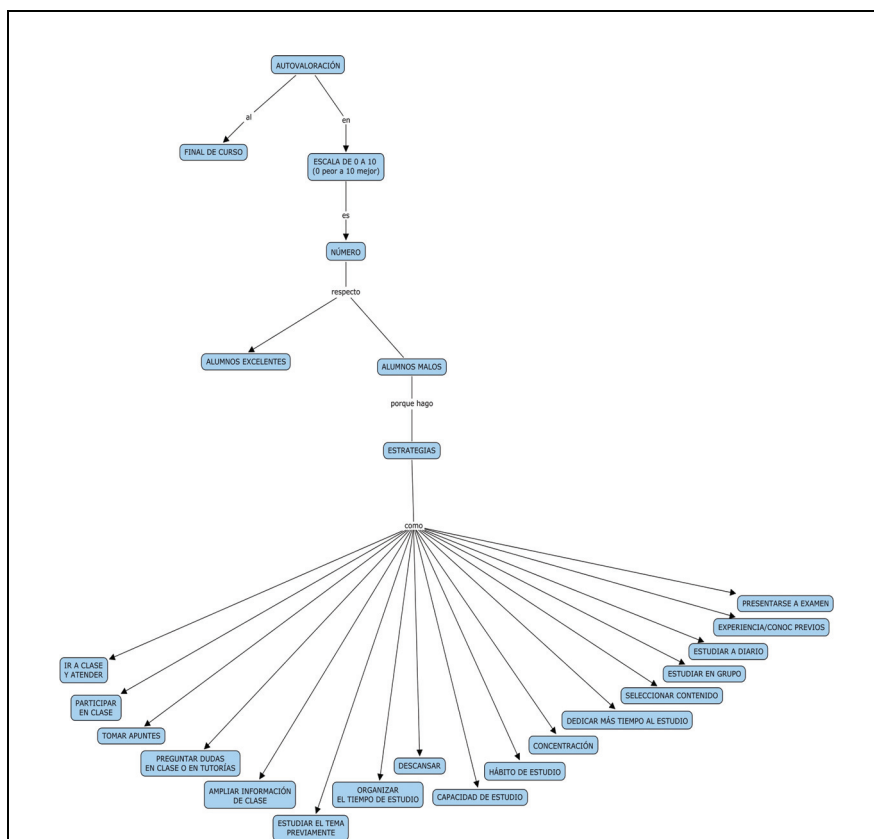 AUTOVALORACIÓN
al
en
FINAL DE CURSO
ESCALA DE 0 A 10
(0 peor a 10 mejor)
es
NÚMERO
respecto
ALUMNOS EXCELENTES
ALUMNOS MALOS
porque hago
ESTRATEGIAS
como
PRESENTARSE A EXAMEN
EXPERIENCIA/CONOC PREVIOS
ESTUDIAR A DIARIO
ESTUDIAR EN GRUPO
SELECCIONAR CONTENIDO
DEDICAR MÁS TIEMPO AL ESTUDIO
CONCENTRACIÓN
HÁBITO DE ESTUDIO
CAPACIDAD DE ESTUDIO
DESCANSAR
ORGANIZAR
EL TIEMPO DE ESTUDIO
ESTUDIAR EL TEMA
PREVIAMENTE
AMPLIAR INFORMACIÓN
DE CLASE
PREGUNTAR DUDAS
EN CLASE O EN TUTORÍAS
TOMAR APUNTES
PARTICIPAR
EN CLASE
IR A CLASE
Y ATENDER